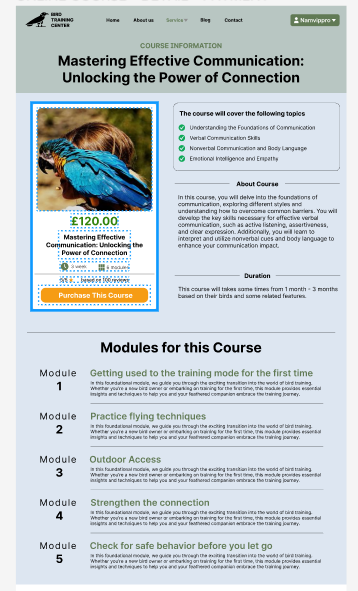 BIRD
TRAINING
CENTER
Home
About us
Service
Blog
Contact
Namvippro
COURSE INFORMATION
Mastering Effective Communication:
Unlocking the Power of Connection
£120.00
Mastering Effective
Communication: Unlocking the
Power of Connection
week
modules
based on 100 reviews
Purchase This Course
The course will cover the following topics
Understanding the Foundations of Communication
Verbal Communication Skills
Nonverbal Communication and Body Language
Emotional Intelligence and Empathy
About Course
In this course, you will delve into the foundations of
communication, exploring different styles and
understanding how to overcome common barriers. You will
develop the key skills necessary for effective verbal
communication, such as active listening, assertiveness,
and clear expression. Additionally, you will learn to
interpret and utilize nonverbal cues and body language to
enhance your communication impact.
Duration
This course will takes some times from 1 month - 3 months
based on their birds and some related features.
Modules for this Course
Module
1
Getting used to the training mode for the first time
In this foundational module, we guide you through the exciting transition into the world of bird training.
Whether you're a new bird owner or embarking on training for the first time, this module provides essential
insights and techniques to help you and your feathered companion embrace the training journey.
Module
2
Practice flying techniques
In this foundational module, we guide you through the exciting transition into the world of bird training.
Whether you're a new bird owner or embarking on training for the first time, this module provides essential
insights and techniques to help you and your feathered companion embrace the training journey.
Module
3
Outdoor Access
In this foundational module, we guide you through the exciting transition into the world of bird training.
Whether you're a new bird owner or embarking on training for the first time, this module provides essential
insights and techniques to help you and your feathered companion embrace the training journey.
Module
4
Strengthen the connection
In this foundational module, we guide you through the exciting transition into the world of bird training.
Whether you're a new bird owner or embarking on training for the first time, this module provides essential
insights and techniques to help you and your feathered companion embrace the training journey.
Module
5
Check for safe behavior before you let go
In this foundational module, we guide you through the exciting transition into the world of bird training.
Whether you're a new bird owner or embarking on training for the first time, this module provides essential
insights and techniques to help you and your feathered companion embrace the training journey.